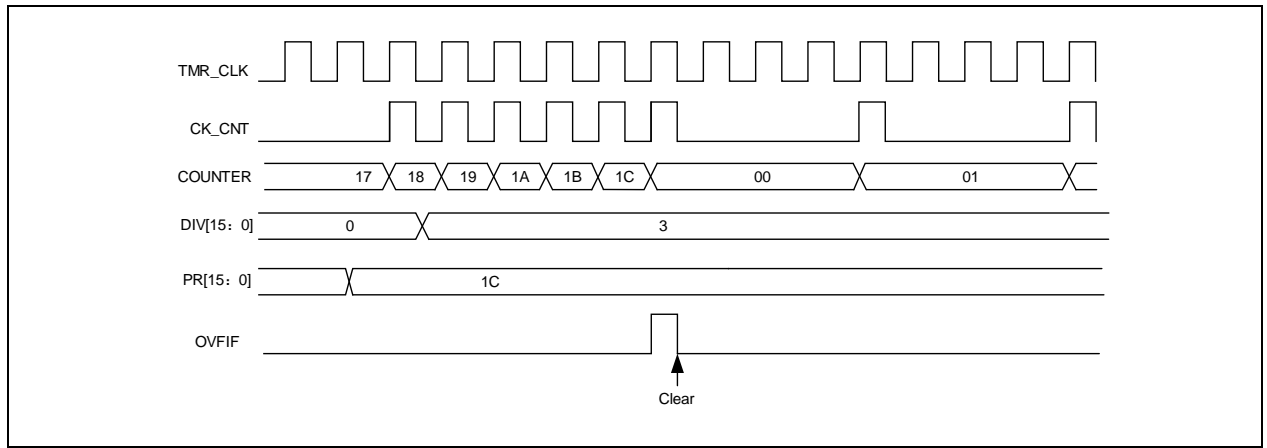 TMR_CLK
CK_CNT
COUNTER 17 18 19 1A 1B 1C 00 01
DIV[15：0] 0 3
PR[15：0] 1C
OVFIF
Clear